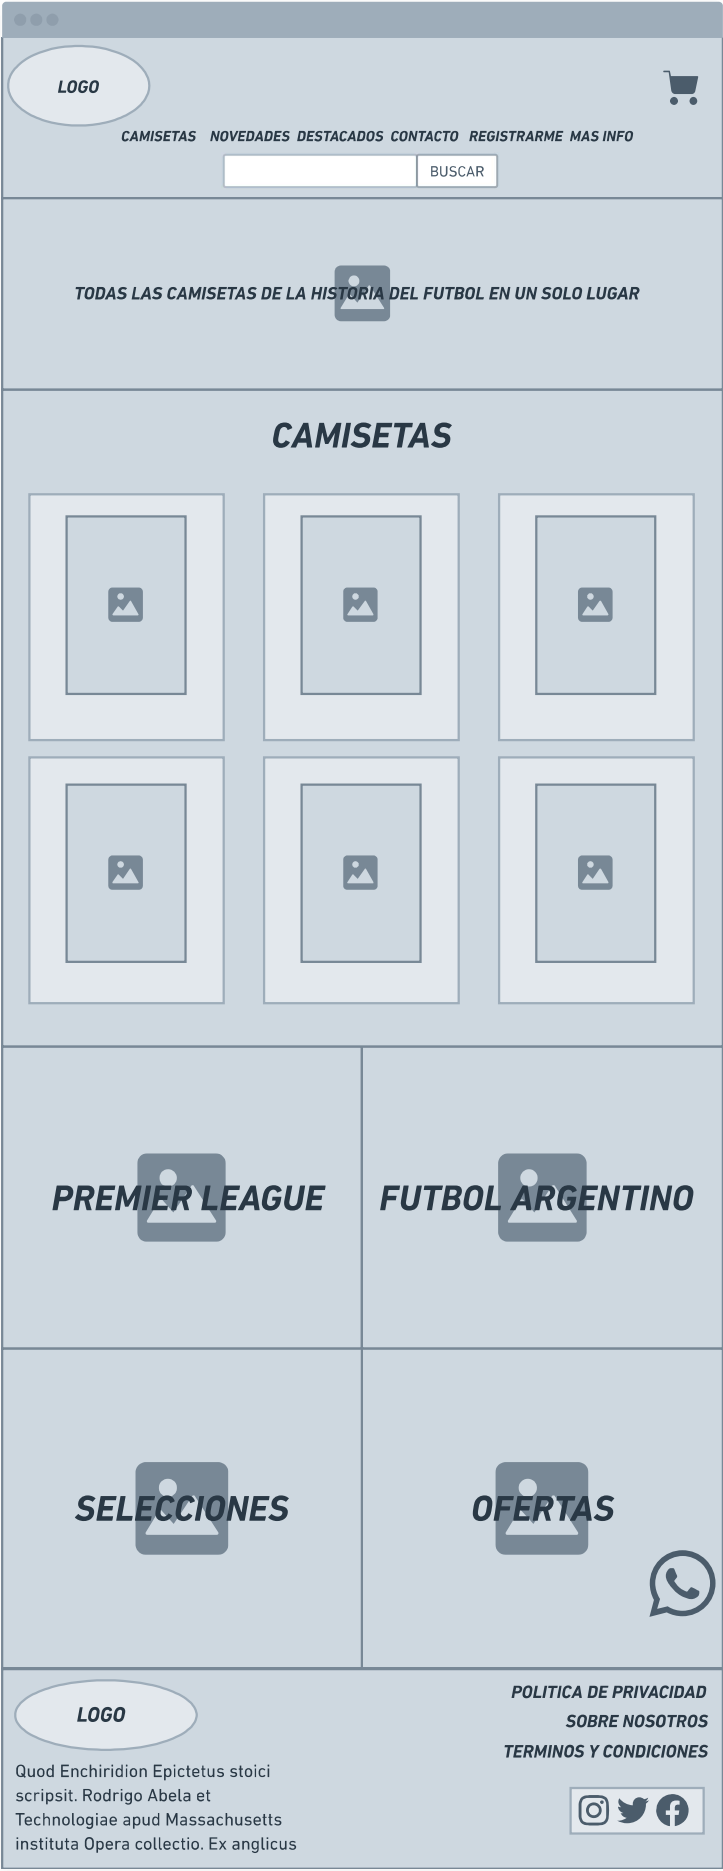 LOGO
CAMISETAS NOVEDADES DESTACADOS CONTACTO REGISTRARME MAS INFO
BUSCAR
TODAS LAS CAMISETAS DE LA HISTORIA DEL FUTBOL EN UN SOLO LUGAR
CAMISETAS
PREMIER LEAGUE
FUTBOL ARGENTINO
SELECCIONES
OFERTAS
LOGO
Quod Enchiridion Epictetus stoici
scripsit. Rodrigo Abela et
Technologiae apud Massachusetts
instituta Opera collectio. Ex anglicus
POLITICA DE PRIVACIDAD
SOBRE NOSOTROS
TERMINOS Y CONDICIONES